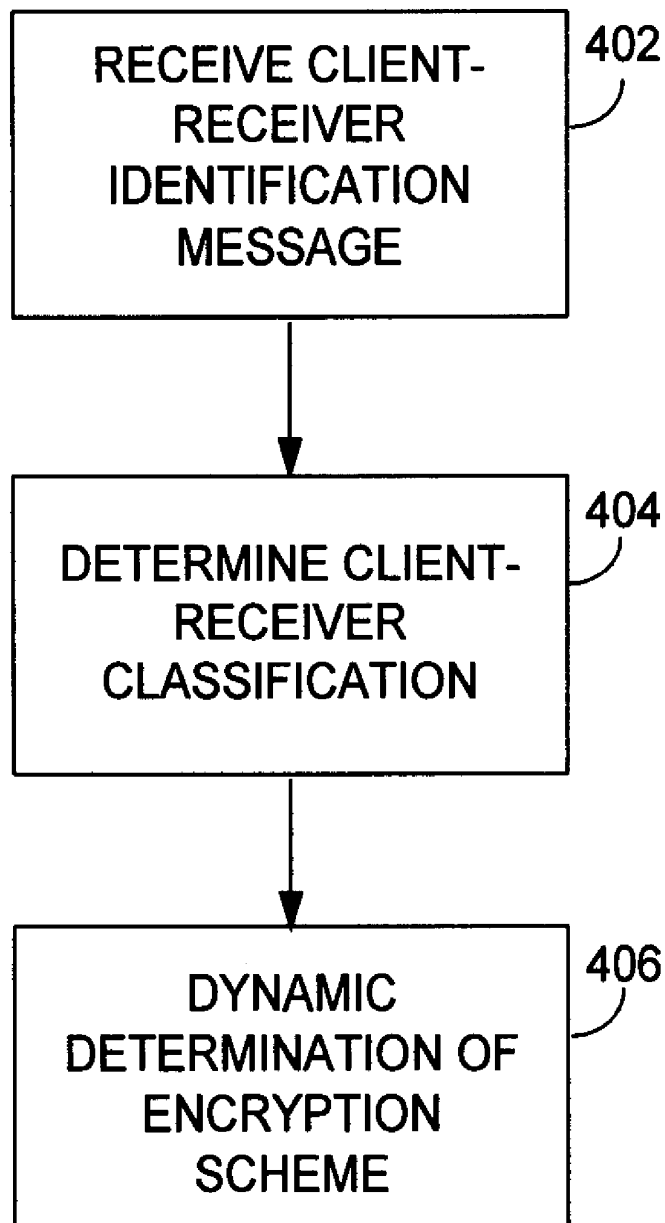 RECEIVE CLIENT-
RECEIVER
IDENTIFICATION
MESSAGE
402
DETERMINE CLIENT-
RECEIVER
CLASSIFICATION
404
DYNAMIC
DETERMINATION OF
ENCRYPTION
SCHEME
406